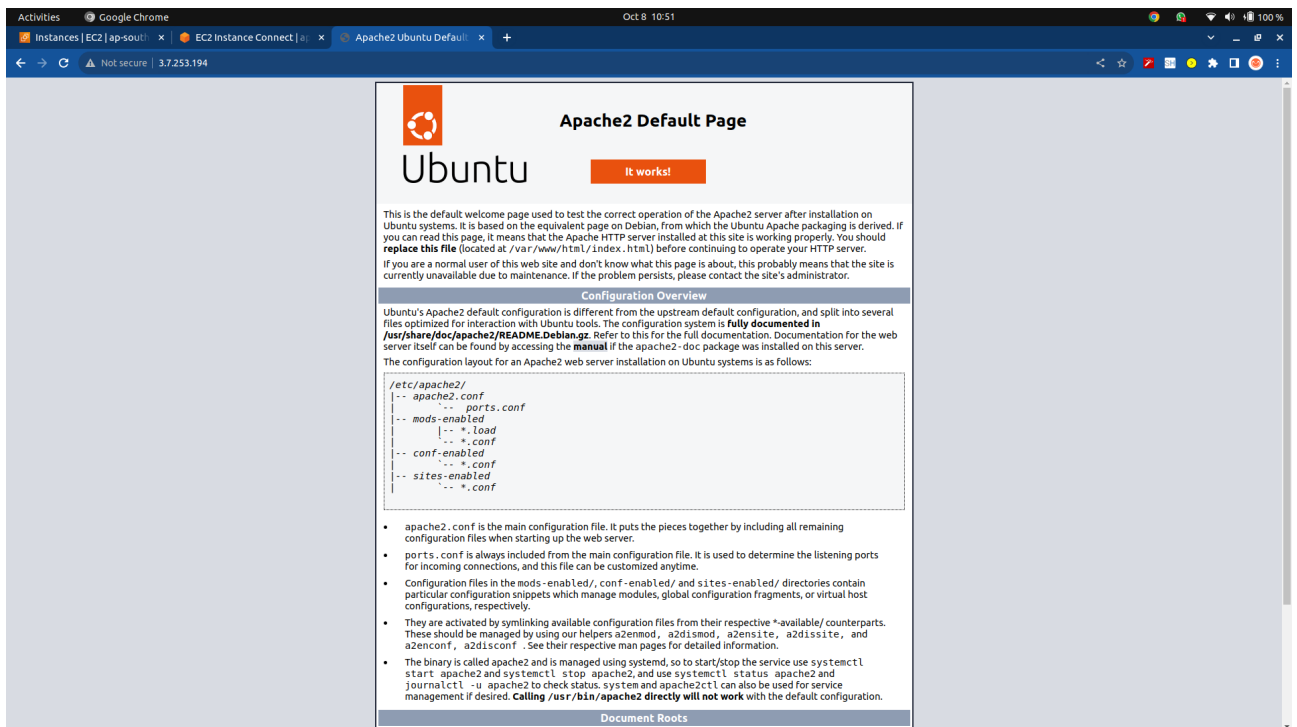 Activities
Google Chrome
Oct 8 10:51
100 %
Instances | EC2 | ap-south
EC2 Instance Connect | ap
Apache2 Ubuntu Default
Not secure
3.7.253.194
Apache2 Default Page
Ubuntu
It works!
This is the default welcome page used to test the correct operation of the Apache2 server after installation on
Ubuntu systems. It is based on the equivalent page on Debian, from which the Ubuntu Apache packaging is derived. If
you can read this page, it means that the Apache HTTP server installed at this site is working properly. You should
replace this file (located at /var/www/html/index.html) before continuing to operate your HTTP server.
If you are a normal user of this web site and don't know what this page is about, this probably means that the site is
currently unavailable due to maintenance. If the problem persists, please contact the site's administrator.
Configuration Overview
Ubuntu's Apache2 default configuration is different from the upstream default configuration, and split into several
files optimized for interaction with Ubuntu tools. The configuration system is fully documented in
/usr/share/doc/apache2/README.Debian.gz. Refer to this for the full documentation. Documentation for the web
server itself can be found by accessing the manual if the apache2-doc package was installed on this server.
The configuration layout for an Apache2 web server installation on Ubuntu systems is as follows:
/etc/apache2/
|-- apache2.conf
|       `--  ports.conf
|-- mods-enabled
|       |-- *.load
|       `-- *.conf
|-- conf-enabled
|       `-- *.conf
|-- sites-enabled
|       `-- *.conf
• apache2.conf is the main configuration file. It puts the pieces together by including all remaining
configuration files when starting up the web server.
• ports.conf is always included from the main configuration file. It is used to determine the listening ports
for incoming connections, and this file can be customized anytime.
• Configuration files in the mods-enabled/, conf-enabled/ and sites-enabled/ directories contain
particular configuration snippets which manage modules, global configuration fragments, or virtual host
configurations, respectively.
• They are activated by symlinking available configuration files from their respective *-available/ counterparts.
These should be managed by using our helpers a2enmod, a2dismod, a2ensite, a2dissite, and
a2enconf, a2disconf . See their respective man pages for detailed information.
• The binary is called apache2 and is managed using systemd, so to start/stop the service use systemctl
start apache2 and systemctl stop apache2, and use systemctl status apache2 and
journalctl -u apache2 to check status. system and apache2ctl can also be used for service
management if desired. Calling /usr/bin/apache2 directly will not work with the default configuration.
Document Roots